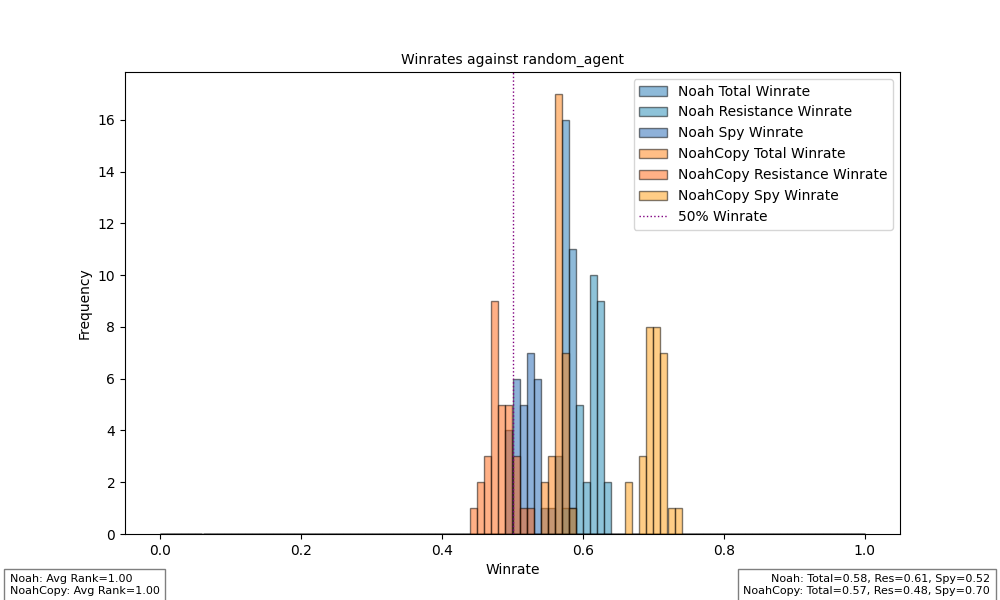 Winrates against random_agent
Noah Total Winrate
Noah Resistance Winrate
Noah Spy Winrate
NoahCopy Total Winrate
NoahCopy Resistance Winrate
NoahCopy Spy Winrate
50% Winrate
Frequency
16
14
12
10
8
6
4
2
0
0.0 0.2 0.4 0.6 0.8 1.0
Winrate
Noah: Avg Rank=1.00
NoahCopy: Avg Rank=1.00
Noah: Total=0.58, Res=0.61, Spy=0.52
NoahCopy: Total=0.57, Res=0.48, Spy=0.70